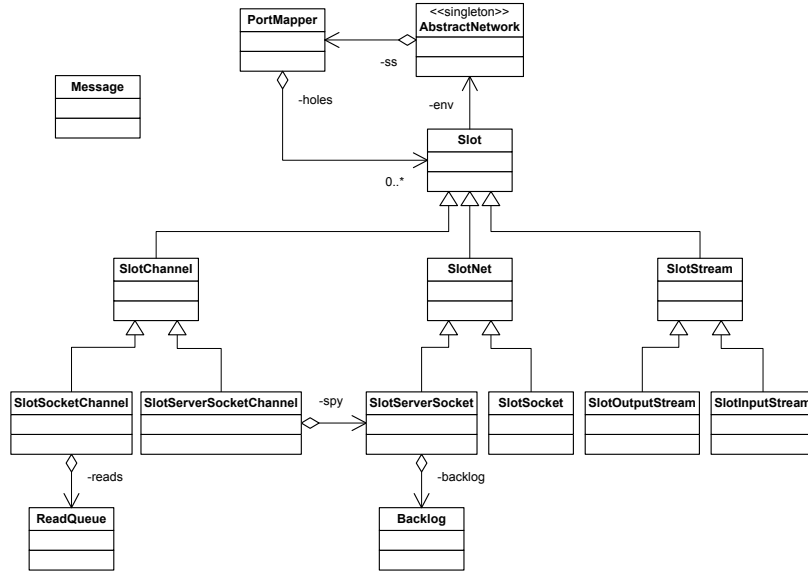 <<singleton>>
PortMapper
AbstractNetwork
-ss
Message
-holes
-env
Slot
0..*
SlotChannel
SlotNet
SlotStream
SlotSocketChannel
SlotServerSocketChannel
-spy
SlotServerSocket
SlotSocket
SlotOutputStream
SlotInputStream
-reads
-backlog
ReadQueue
Backlog